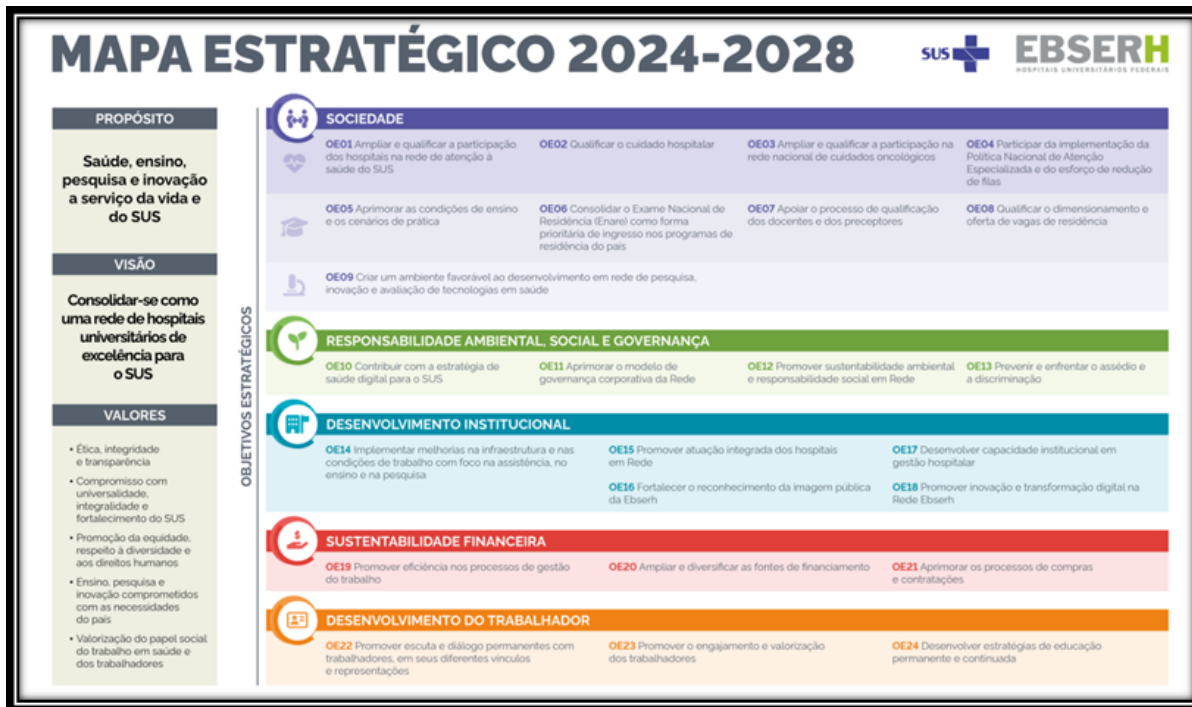 MAPA ESTRATÉGICO 2024-2028
SUS
EBSERH
HOSPITAIS UNIVERSITÁRIOS FEDERAIS
PROPÓSITO
Saúde, ensino,
pesquisa e inovação
a serviço da vida e
do SUS
VISÃO
Consolidar-se como
uma rede de hospitais
universitários de
excelência para
o SUS
VALORES
• Ética, integridade
e transparência
• Compromisso com
universalidade,
integralidade e
fortalecimento do SUS
• Promoção da equidade,
respeito à diversidade e
aos direitos humanos
• Ensino, pesquisa e
inovação comprometidos
com as necessidades
do país
• Valorização do papel social
do trabalho em saúde e
dos trabalhadores
OBJETIVOS ESTRATÉGICOS
SOCIEDADE
OE01 Ampliar e qualificar a participação
dos hospitais na rede de atenção à
saúde do SUS
OE02 Qualificar o cuidado hospitalar
OE03 Ampliar e qualificar a participação na
rede nacional de cuidados oncológicos
OE04 Participar da implementação da
Política Nacional de Atenção
Especializada e do esforço de redução
de filas
OE05 Aprimorar as condições de ensino
e os cenários de prática
OE06 Consolidar o Exame Nacional de
Residência (Enare) como forma
prioritária de ingresso nos programas de
residência do país
OE07 Apoiar o processo de qualificação
dos docentes e dos preceptores
OE08 Qualificar o dimensionamento e
oferta de vagas de residência
OE09 Criar um ambiente favorável ao desenvolvimento em rede de pesquisa,
inovação e avaliação de tecnologias em saúde
RESPONSABILIDADE AMBIENTAL, SOCIAL E GOVERNANÇA
OE10 Contribuir com a estratégia de
saúde digital para o SUS
OE11 Aprimorar o modelo de
governança corporativa da Rede
OE12 Promover sustentabilidade ambiental
e responsabilidade social em Rede
OE13 Prevenir e enfrentar o assédio e
a discriminação
DESENVOLVIMENTO INSTITUCIONAL
OE14 Implementar melhorias na infraestrutura e nas
condições de trabalho com foco na assistência, no
ensino e na pesquisa
OE15 Promover atuação integrada dos hospitais
em Rede
OE16 Fortalecer o reconhecimento da imagem pública
da Ebserh
OE17 Desenvolver capacidade institucional em
gestão hospitalar
OE18 Promover inovação e transformação digital na
Rede Ebserh
SUSTENTABILIDADE FINANCEIRA
OE19 Promover eficiência nos processos de gestão
do trabalho
OE20 Ampliar e diversificar as fontes de financiamento
OE21 Aprimorar os processos de compras
e contratações
DESENVOLVIMENTO DO TRABALHADOR
OE22 Promover escuta e diálogo permanentes com
trabalhadores, em seus diferentes vínculos
e representações
OE23 Promover o engajamento e valorização
dos trabalhadores
OE24 Desenvolver estratégias de educação
permanente e continuada